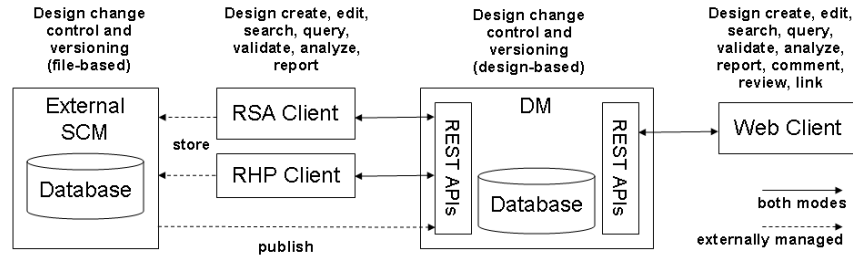 Design change
control and
versioning
(file-based)
Design create, edit,
search, query,
validate, analyze,
report
Design change
control and
versioning
(design-based)
Design create, edit,
search, query,
validate, analyze,
report, comment,
review, link
External
SCM
Database
store
RSA Client
RHP Client
publish
DM
REST APIs
Database
REST APIs
Web Client
both modes
externally managed